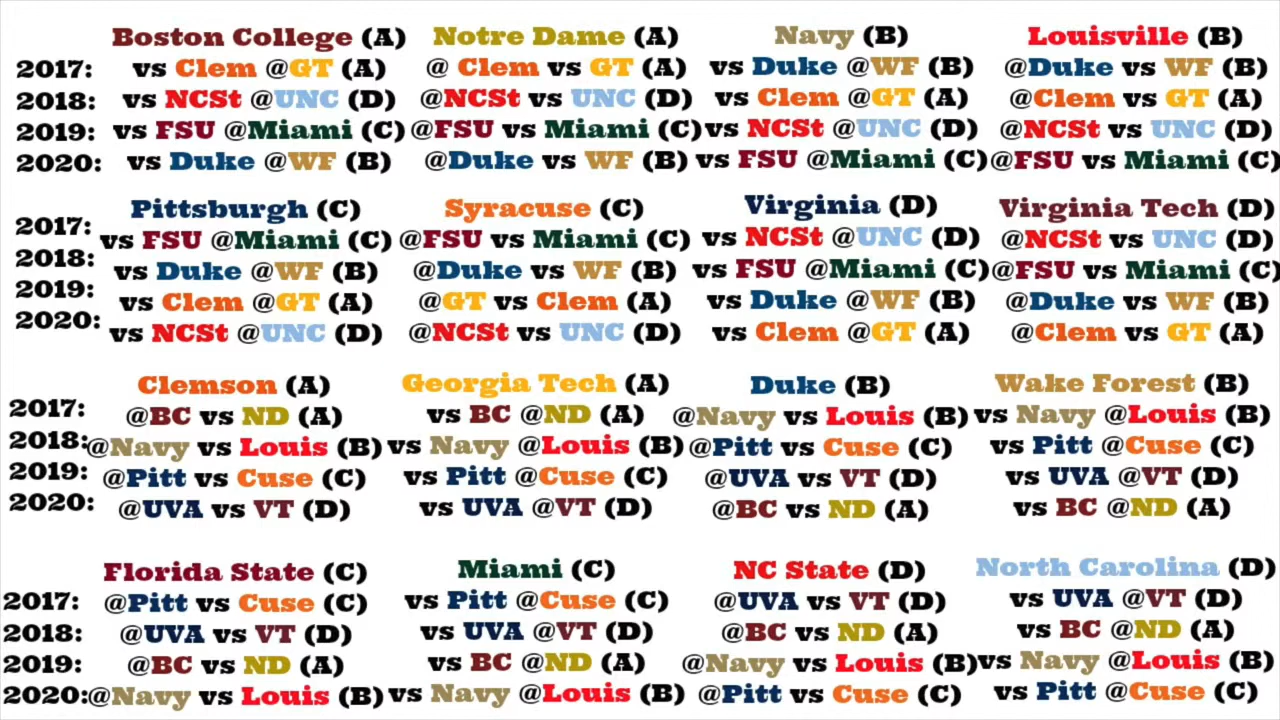 Boston College (A) Notre Dame (A) Navy (B) Louisville (B)
2017: vs Clem @GT (A) @ Clem vs GT (A) vs Duke @WF (B) @Duke vs WF (B)
2018: vs NCSt @UNC (D) @NCSt vs UNC (D) vs Clem @GT (A) @Clem vs GT (A)
2019: vs FSU @Miami (C) @FSU vs Miami (C) vs NCSt @UNC (D) @NCSt vs UNC (D)
2020: vs Duke @WF (B) @Duke vs WF (B) vs FSU @Miami (C) @FSU vs Miami (C)
Pittsburgh (C) Syracuse (C) Virginia (D) Virginia Tech (D)
2017: vs FSU @Miami (C) @FSU vs Miami (C) vs NCSt @UNC (D) @NCSt vs UNC (D)
2018: vs Duke @WF (B) @Duke vs WF (B) vs FSU @Miami (C) @FSU vs Miami (C)
2019: vs Clem @GT (A) @GT vs Clem (A) vs Duke @WF (B) @Duke vs WF (B)
2020: vs NCSt @UNC (D) @NCSt vs UNC (D) vs Clem @GT (A) @Clem vs GT (A)
Clemson (A) Georgia Tech (A) Duke (B) Wake Forest (B)
2017: @BC vs ND (A) vs BC @ND (A) @Navy vs Louis (B) vs Navy @Louis (B)
2018: @Navy vs Louis (B) vs Navy @Louis (B) @Pitt vs Cuse (C) vs Pitt @Cuse (C)
2019: @Pitt vs Cuse (C) vs Pitt @Cuse (C) @UVA vs VT (D) vs UVA @VT (D)
2020: @UVA vs VT (D) vs UVA @VT (D) @BC vs ND (A) vs BC @ND (A)
Florida State (C) Miami (C) NC State (D) North Carolina (D)
2017: @Pitt vs Cuse (C) vs Pitt @Cuse (C) @UVA vs VT (D) vs UVA @VT (D)
2018: @UVA vs VT (D) vs UVA @VT (D) @BC vs ND (A) vs BC @ND (A)
2019: @BC vs ND (A) vs BC @ND (A) @Navy vs Louis (B) vs Navy @Louis (B)
2020: @Navy vs Louis (B) vs Navy @Louis (B) @Pitt vs Cuse (C) vs Pitt @Cuse (C)